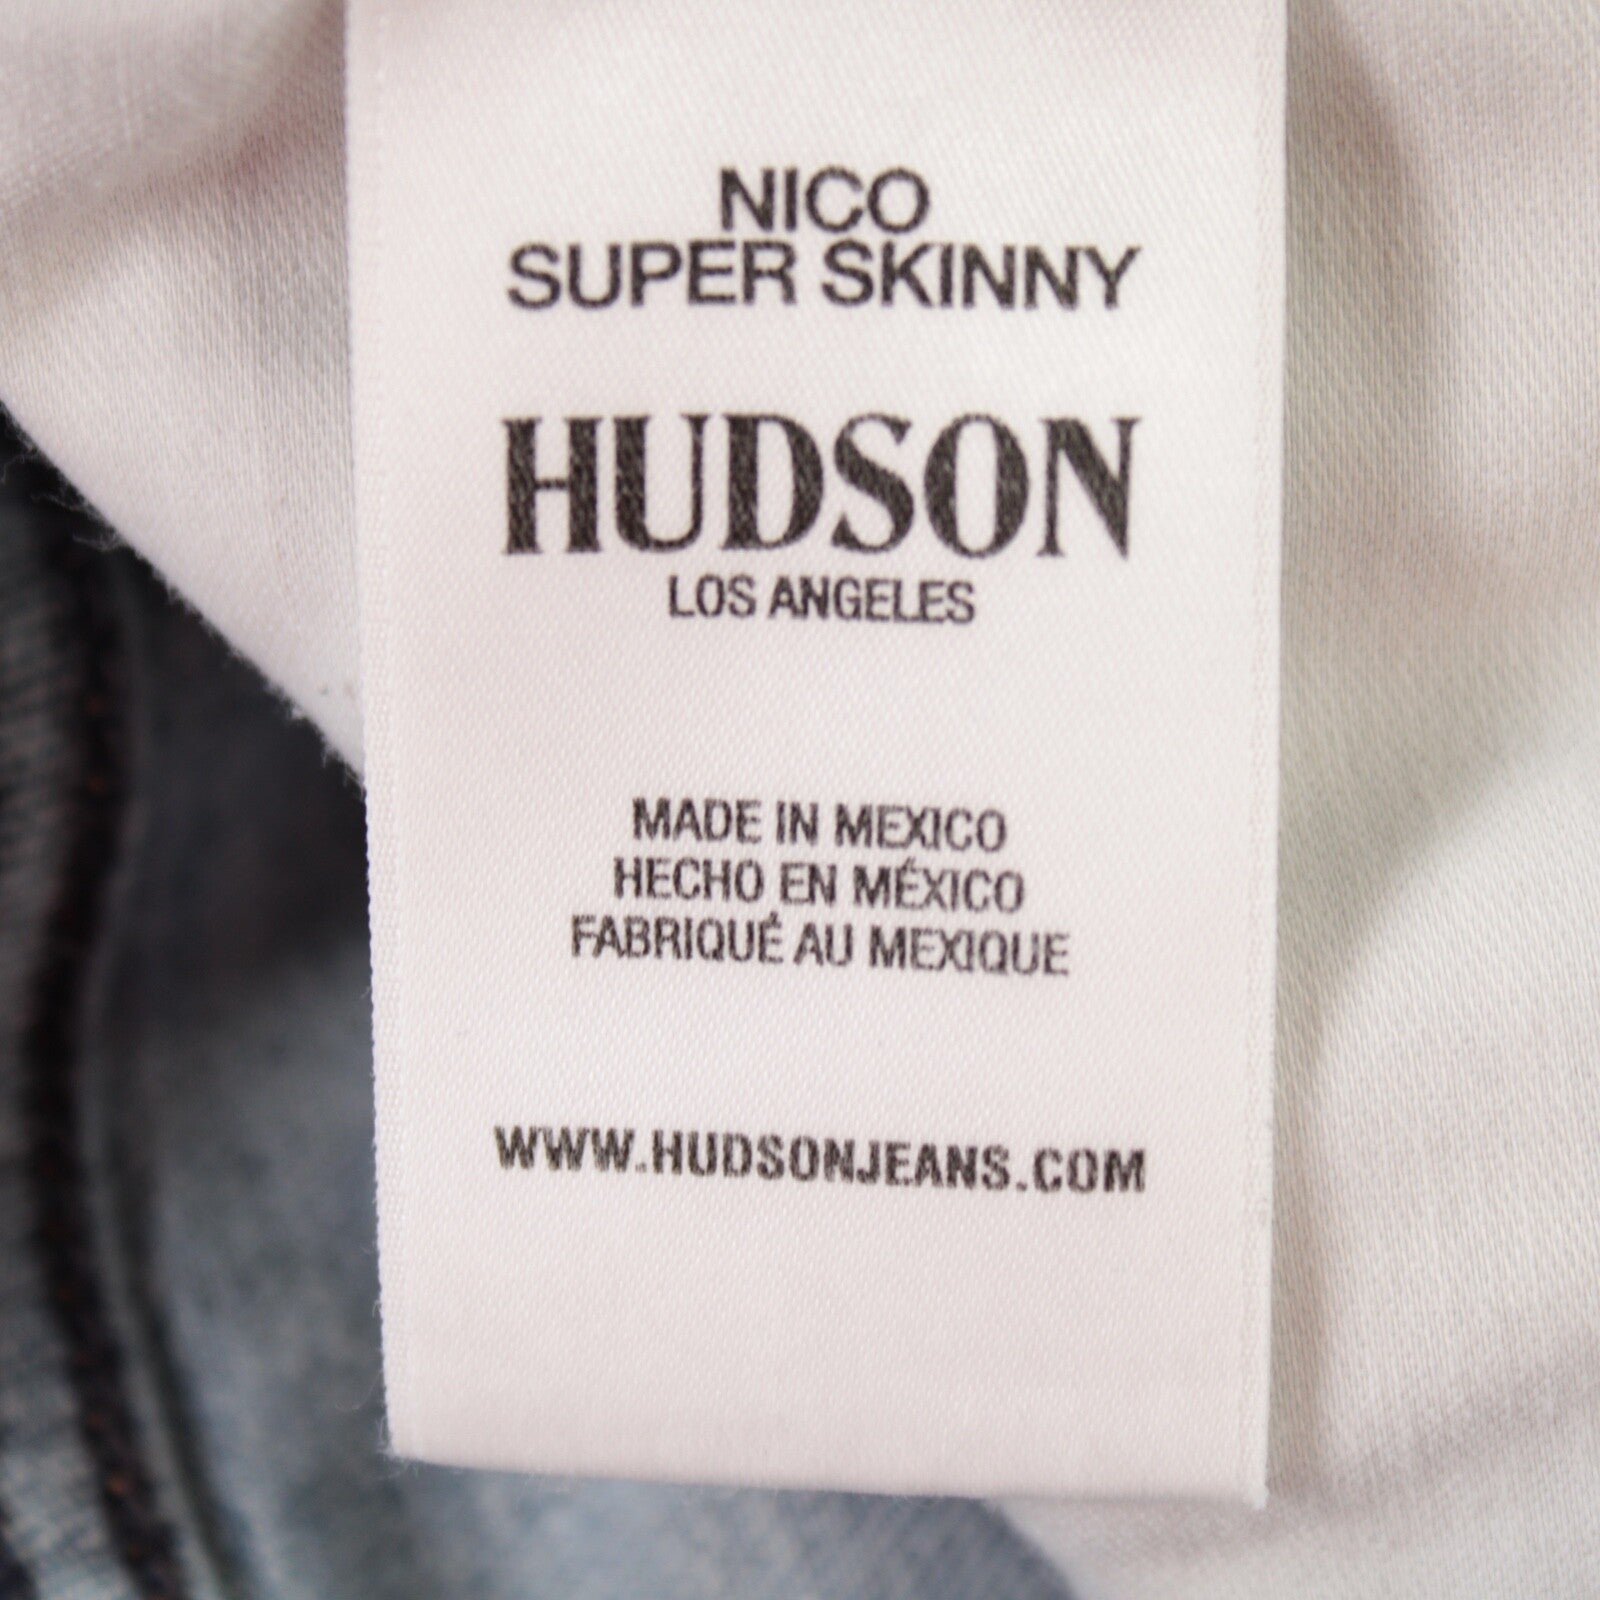 NICO
SUPER SKINNY
HUDSON
LOS ANGELES
MADE IN MEXICO
HECHO EN MÉXICO
FABRIQUÉ AU MEXIQUE
WWW.HUDSONJEANS.COM